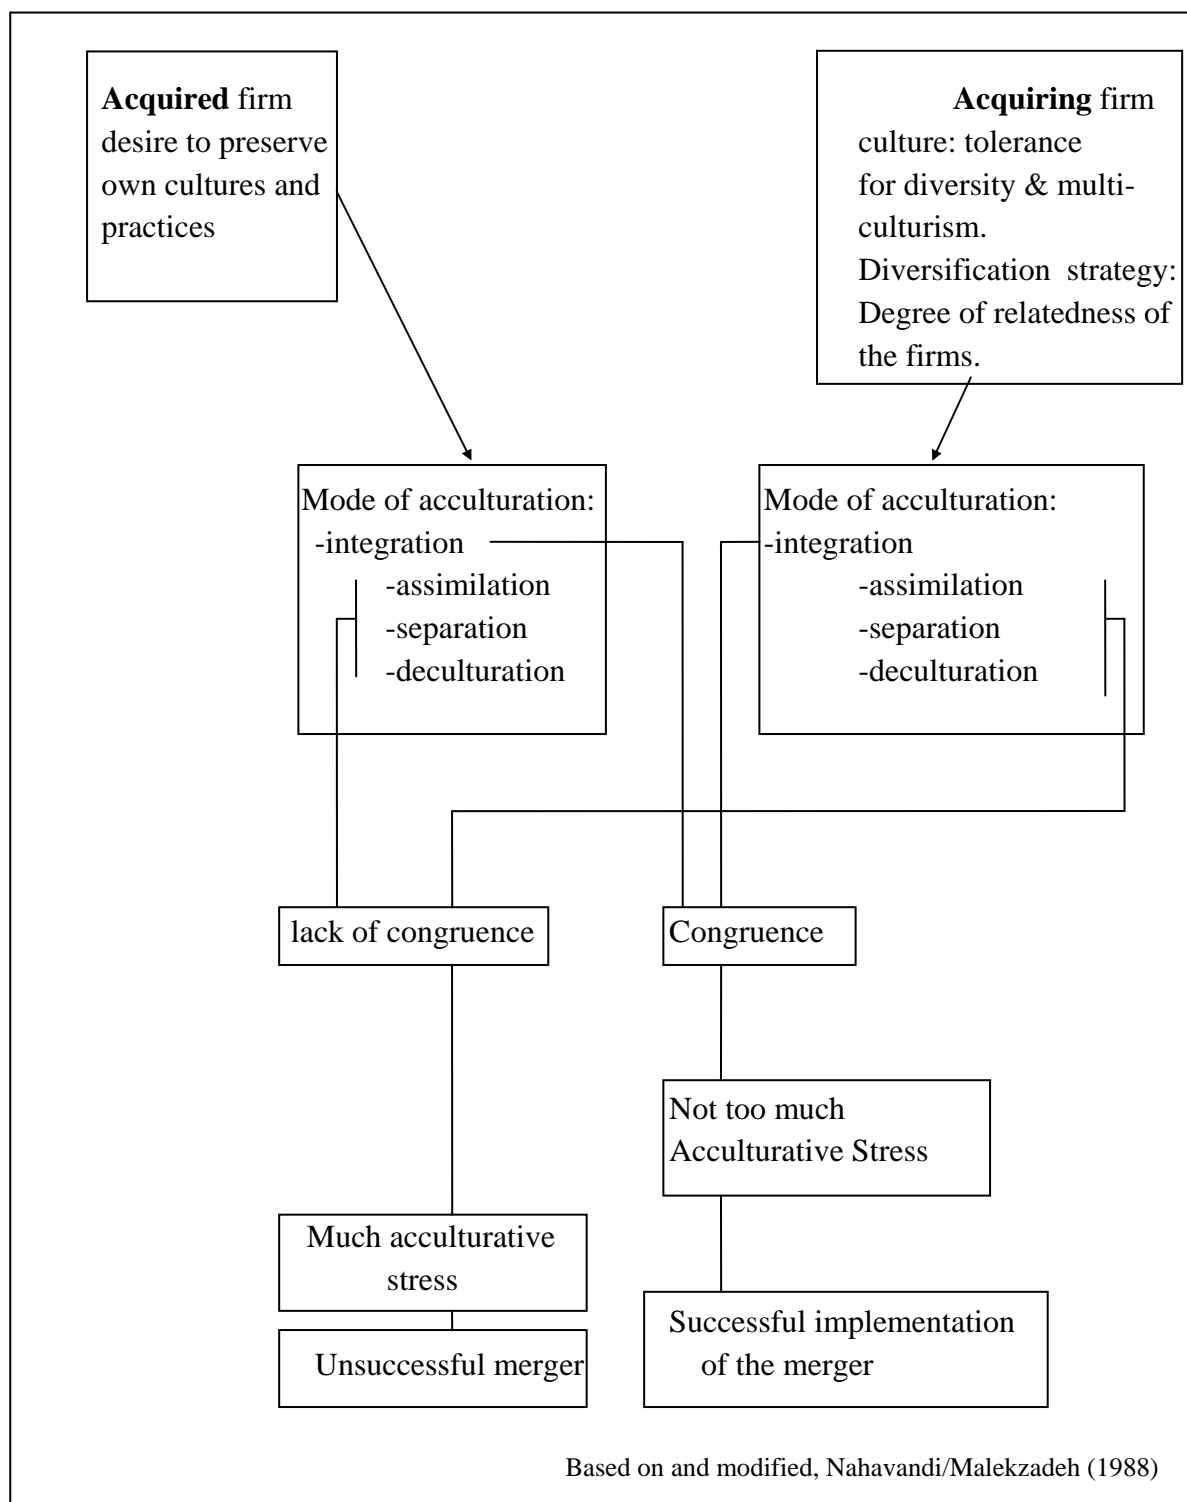 Acquired firm
desire to preserve
own cultures and
practices
Acquiring firm
culture: tolerance
for diversity & multi-
culturism.
Diversification strategy:
Degree of relatedness of
the firms.
Mode of acculturation:
-integration
-assimilation
-separation
-deculturation
Mode of acculturation:
-integration
-assimilation
-separation
-deculturation
lack of congruence
Congruence
Not too much
Acculturative Stress
Much acculturative
stress
Unsuccessful merger
Successful implementation
of the merger
Based on and modified, Nahavandi/Malekzadeh (1988)